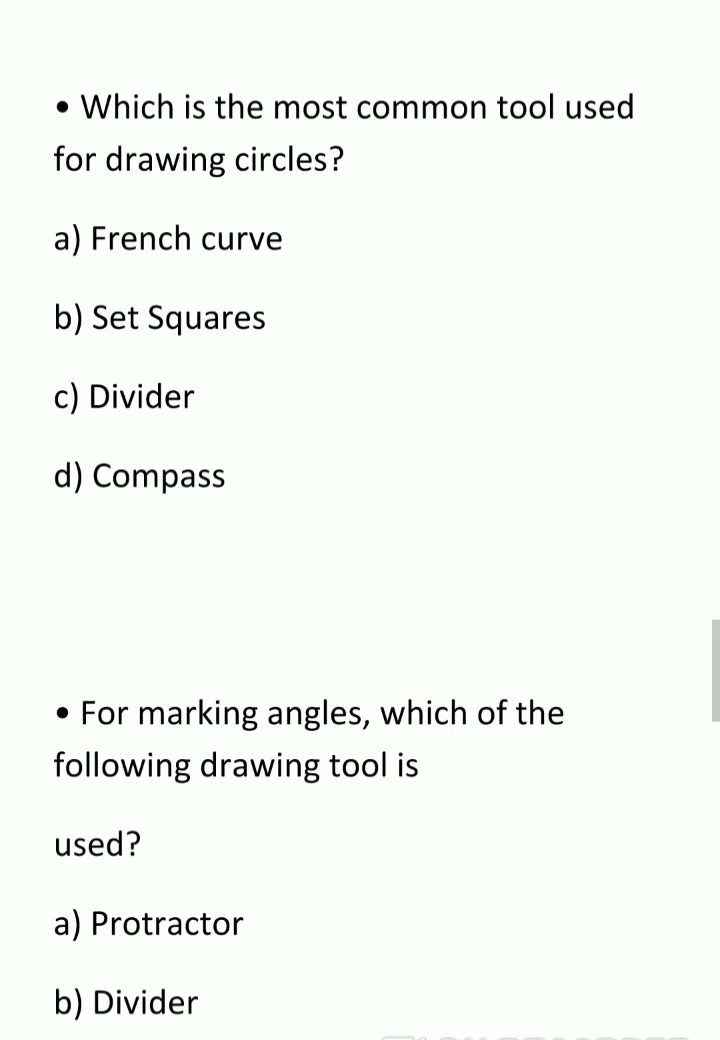 • Which is the most common tool used
for drawing circles?
a) French curve
b) Set Squares
c) Divider
d) Compass
• For marking angles, which of the
following drawing tool is
used?
a) Protractor
b) Divider